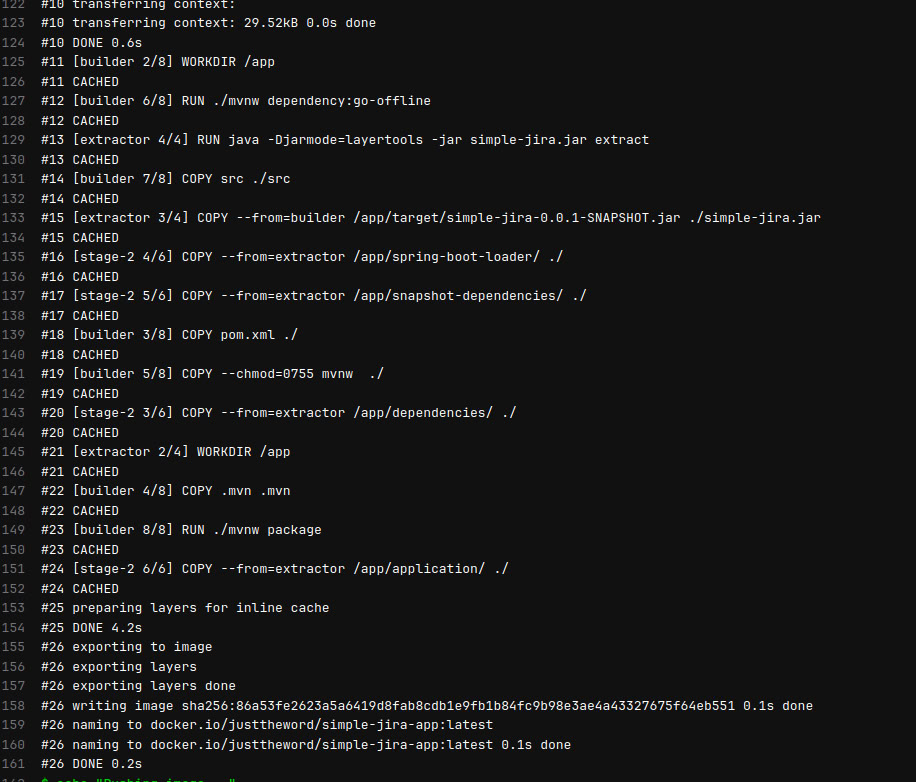 122 #10 transferring context:
123 #10 transferring context: 29.52kB 0.0s done
124 #10 DONE 0.6s
125 #11 [builder 2/8] WORKDIR /app
126 #11 CACHED
127 #12 [builder 6/8] RUN ./mvnw dependency:go-offline
128 #12 CACHED
129 #13 [extractor 4/4] RUN java -Djarmode=layertools -jar simple-jira.jar extract
130 #13 CACHED
131 #14 [builder 7/8] COPY src ./src
132 #14 CACHED
133 #15 [extractor 3/4] COPY --from=builder /app/target/simple-jira-0.0.1-SNAPSHOT.jar ./simple-jira.jar
134 #15 CACHED
135 #16 [stage-2 4/6] COPY --from=extractor /app/spring-boot-loader/ ./
136 #16 CACHED
137 #17 [stage-2 5/6] COPY --from=extractor /app/snapshot-dependencies/ ./
138 #17 CACHED
139 #18 [builder 3/8] COPY pom.xml ./
140 #18 CACHED
141 #19 [builder 5/8] COPY --chmod=0755 mvnw  ./
142 #19 CACHED
143 #20 [stage-2 3/6] COPY --from=extractor /app/dependencies/ ./
144 #20 CACHED
145 #21 [extractor 2/4] WORKDIR /app
146 #21 CACHED
147 #22 [builder 4/8] COPY .mvn .mvn
148 #22 CACHED
149 #23 [builder 8/8] RUN ./mvnw package
150 #23 CACHED
151 #24 [stage-2 6/6] COPY --from=extractor /app/application/ ./
152 #24 CACHED
153 #25 preparing layers for inline cache
154 #25 DONE 4.2s
155 #26 exporting to image
156 #26 exporting layers
157 #26 exporting layers done
158 #26 writing image sha256:86a53fe2623a5a6419d8fab8cdb1e9fb1b84fc9b98e3ae4a43327675f64eb551 0.1s done
159 #26 naming to docker.io/justtheword/simple-jira-app:latest
160 #26 naming to docker.io/justtheword/simple-jira-app:latest 0.1s done
161 #26 DONE 0.2s
162 $ echo "Pushing image..."